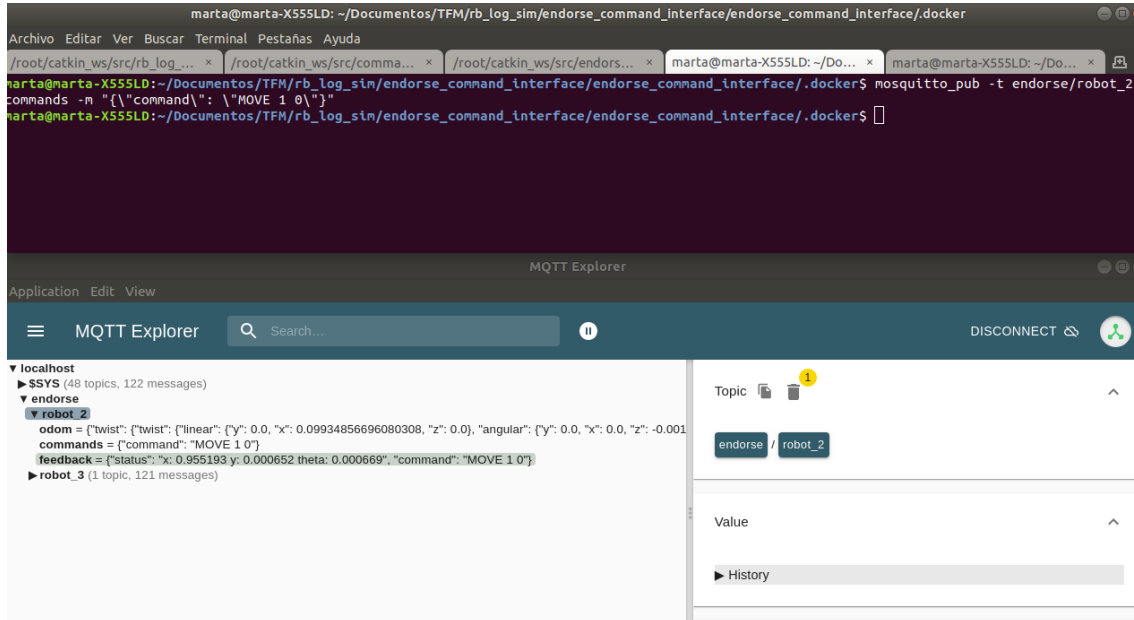 marta@marta-X555LD: ~/Documentos/TFM/rb_log_sim/endorse_command_interface/endorse_command_interface/.docker
Archivo Editar Ver Buscar Terminal Pestañas Ayuda
/root/catkin_ws/src/rb_log_... × /root/catkin_ws/src/comma... × /root/catkin_ws/src/endors... × marta@marta-X555LD: ~/Do... × marta@marta-X555LD: ~/Do... ×
marta@marta-X555LD:~/Documentos/TFM/rb_log_sim/endorse_command_interface/endorse_command_interface/.docker$ mosquitto_pub -t endorse/robot_2
commands -m "{\"command\": \"MOVE 1 0\"}"
marta@marta-X555LD:~/Documentos/TFM/rb_log_sim/endorse_command_interface/endorse_command_interface/.docker$
MQTT Explorer
Application Edit View
MQTT Explorer Search... DISCONNECT
▼ localhost
▶ $SYS (48 topics, 122 messages)
▼ endorse
▼ robot_2
odom = {"twist": {"twist": {"linear": {"y": 0.0, "x": 0.09934856696080308, "z": 0.0}, "angular": {"y": 0.0, "x": 0.0, "z": -0.001
commands = {"command": "MOVE 1 0"}
feedback = {"status": "x: 0.955193 y: 0.000652 theta: 0.000669", "command": "MOVE 1 0"}
▶ robot_3 (1 topic, 121 messages)
Topic 1
endorse / robot_2
Value
▶ History